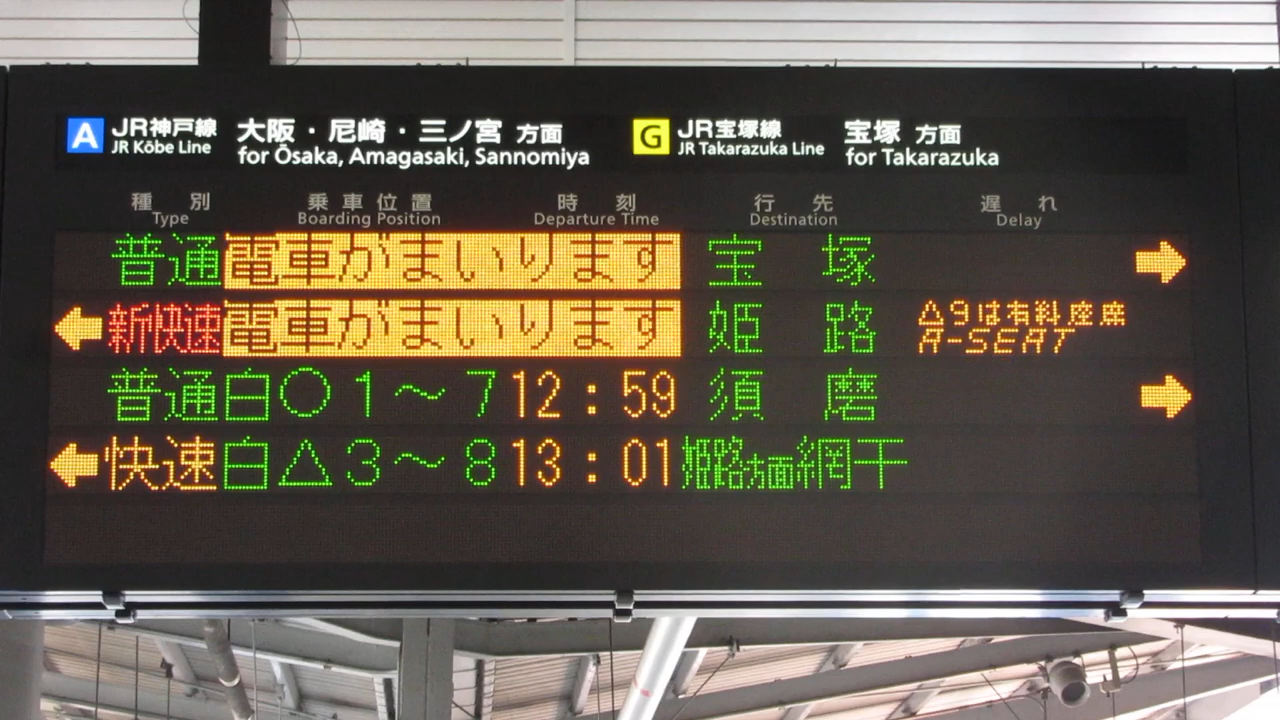 A JR神戸線 大阪・尼崎・三ノ宮 方面 G JR宝塚線 宝塚 方面
JR Kōbe Line for Ōsaka, Amagasaki, Sannomiya JR Takarazuka Line for Takarazuka
種別 乗車位置 時刻 行先 遅れ
Type Boarding Position Departure Time Destination Delay
普通 電車がまいります 宝塚 →
← 新快速 電車がまいります 姫路 △9は有料座席
A-SEAT
普通 白○1～7 12:59 須磨 →
← 快速 白△3～8 13:01 姫路方面網干